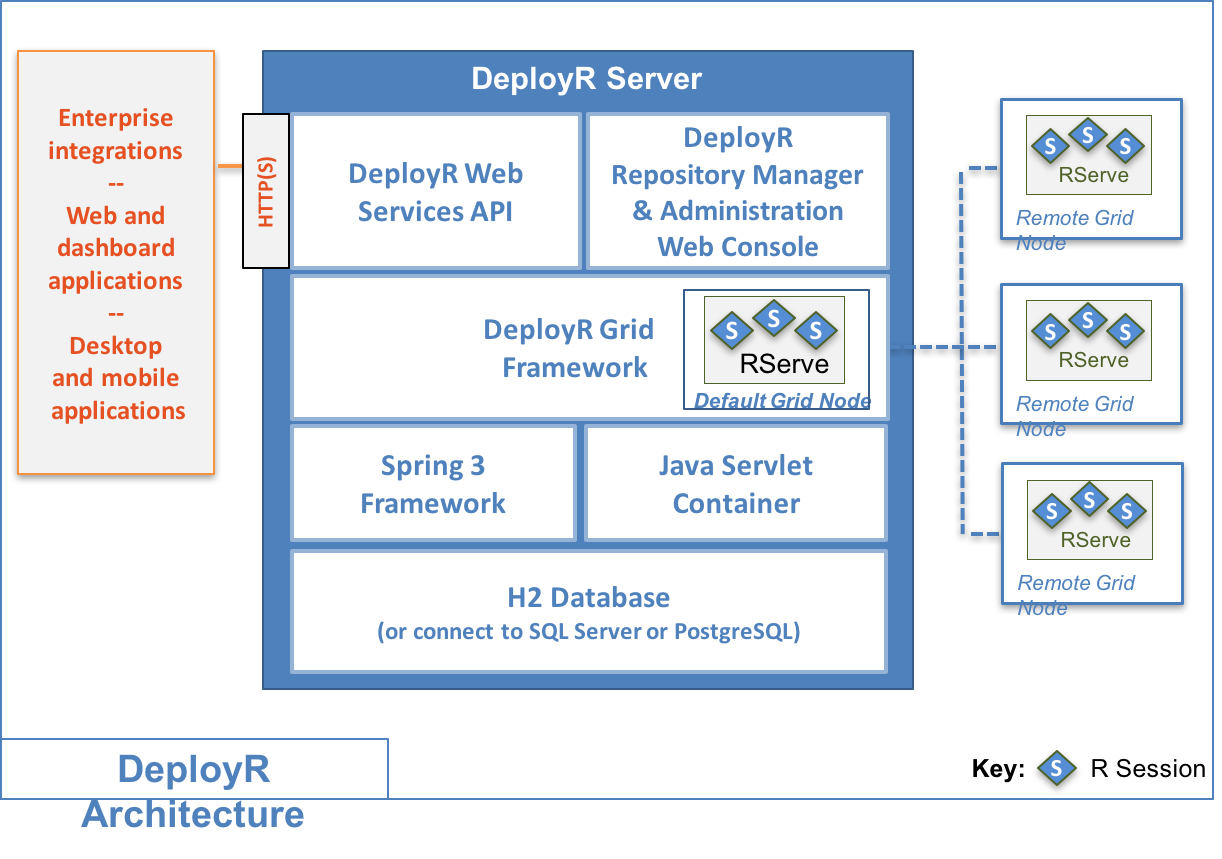 Enterprise
integrations
--
Web and
dashboard
applications
--
Desktop
and mobile
applications
HTTP(S)
DeployR Server
DeployR Web
Services API
DeployR
Repository Manager
& Administration
Web Console
DeployR Grid
Framework
S S S
RServe
Default Grid Node
Spring 3
Framework
Java Servlet
Container
H2 Database
(or connect to SQL Server or PostgreSQL)
S S S
RServe
Remote Grid
Node
S S S
RServe
Remote Grid
Node
S S S
RServe
Remote Grid
Node
DeployR
Architecture
Key: S R Session